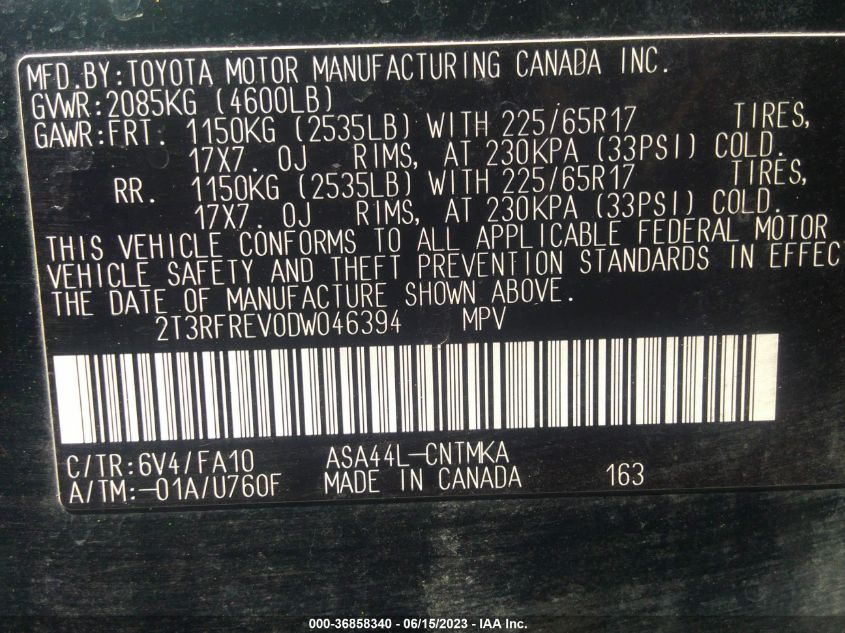 MFD.BY:TOYOTA MOTOR MANUFACTURING CANADA INC.
GVWR:2085KG (4600LB)
GAWR:FRT. 1150KG (2535LB) WITH 225/65R17 TIRES,
17X7. 0J RIMS, AT 230KPA (33PSI) COLD.
RR. 1150KG (2535LB) WITH 225/65R17 TIRES,
17X7. 0J RIMS, AT 230KPA (33PSI) COLD.
THIS VEHICLE CONFORMS TO ALL APPLICABLE FEDERAL MOTOR
VEHICLE SAFETY AND THEFT PREVENTION STANDARDS IN EFFEC
THE DATE OF MANUFACTURE SHOWN ABOVE.
2T3RFREV0DW046394 MPV
C/TR:6V4/FA10 ASA44L-CNTMKA
A/TM:-01A/U760F MADE IN CANADA 163
000-36858340 - 06/15/2023 - IAA Inc.